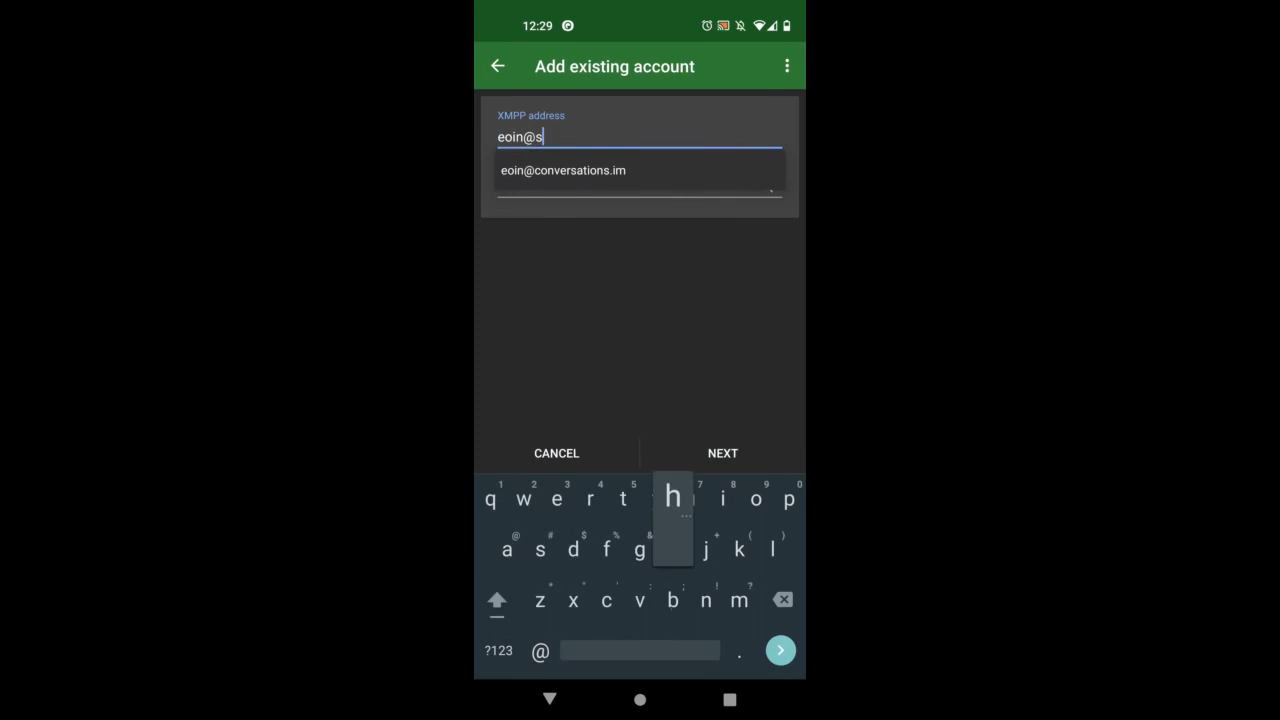 12:29
Add existing account
XMPP address
eoin@s
eoin@conversations.im
CANCEL
NEXT
1 2 3 4 5 7 8 9 0
q w e r t h i o p
@ # $ % & + ( )
a s d f g j k l
* " ' : ; ! ?
z x c v b n m
?123 @ .